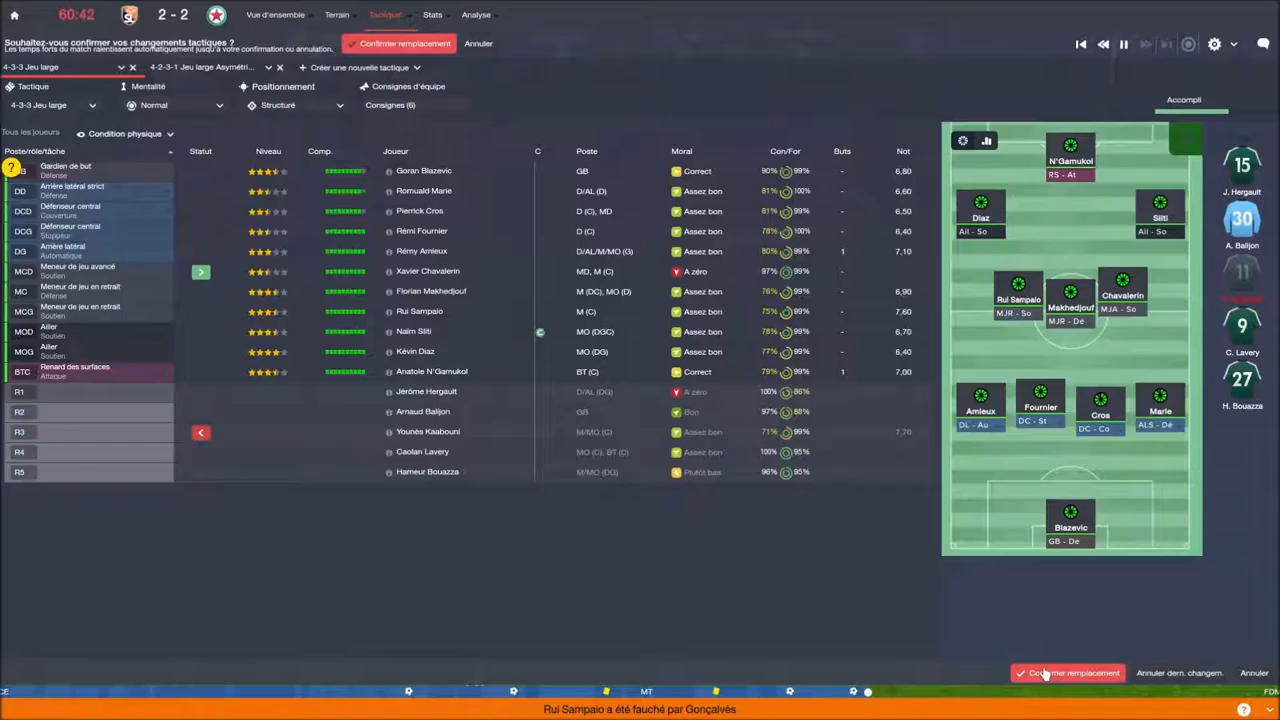 60:42 2 - 2 Vue d'ensemble Terrain Tactique Stats Analyse
Souhaitez-vous confirmer vos changements tactiques ?
Les temps forts du match ralentissent automatiquement jusqu'à votre confirmation ou annulation.
Confirmer remplacement Annuler
4-3-3 Jeu large 4-2-3-1 Jeu large Asymétri... + Créer une nouvelle tactique
Tactique Mentalité Positionnement Consignes d'équipe
4-3-3 Jeu large Normal Structuré Consignes (6)
Accompli
Tous les joueurs Condition physique
Poste/rôle/tâche Statut Niveau Comp. Joueur C Poste Moral Con/For Buts Not
? Gardien de but Goran Blazevic GB Correct 90% 99% - 6,80
Défense
DD Arrière latéral strict Romuald Marie D/AL (D) Assez bon 81% 100% - 6,60
Défense
DCD Défenseur central Pierrick Cros D (C), MD Assez bon 81% 99% - 6,50
Couverture
DCG Défenseur central Rémi Fournier D (C) Assez bon 78% 100% - 6,40
Stoppeur
DG Arrière latéral Rémy Amieux D/AL/M/MO (G) Assez bon 80% 99% 1 7,10
Automatique
MCD Meneur de jeu avancé Xavier Chavalerin MD, M (C) A zéro 97% 99% -
Soutien
MC Meneur de jeu en retrait Florian Makhedjouf M (DC), MO (D) Assez bon 76% 99% - 6,90
Défense
MCG Meneur de jeu en retrait Rui Sampaio M (C) Assez bon 75% 99% - 7,60
Soutien
MOD Ailier Naïm Sliti C MO (DGC) Assez bon 78% 99% - 6,70
Soutien
MOG Ailier Kévin Diaz MO (DG) Assez bon 77% 99% - 6,40
Soutien
BTC Renard des surfaces Anatole N'Gamukol BT (C) Correct 79% 99% 1 7,00
Attaque
R1 Jérôme Hergault D/AL (DG) A zéro 100% 86%
R2 Arnaud Balijon GB Bon 97% 88%
R3 Younès Kaabouni M/MO (C) Assez bon 71% 99% 7,70
R4 Caolan Lavery MO (C), BT (C) Assez bon 100% 95%
R5 Hameur Bouazza M/MO (DG) Plutôt bas 96% 95%
N'Gamukol
RS - At
Diaz
Ail - So
Sliti
Ail - So
Rui Sampaio
MJR - So
Makhedjouf
MJR - Dé
Chavalerin
MJA - So
Amieux
DL - Au
Fournier
DC - St
Cros
DC - Co
Marie
ALS - Dé
Blazevic
GB - Dé
15
J. Hergault
30
A. Balijon
11
9
C. Lavery
27
H. Bouazza
Confirmer remplacement Annuler dern. changem. Annuler
CE MT FDM
Rui Sampaio a été fauché par Gonçalvès ?